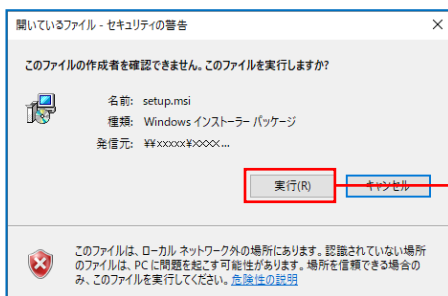 開いているファイル - セキュリティの警告
このファイルの作成者を確認できません。このファイルを実行しますか?
名前: setup.msi
種類: Windows インストーラー パッケージ
発信元: ¥¥xxxxx¥xxxx...
実行(R)
キャンセル
このファイルは、ローカル ネットワーク外の場所にあります。認識されていない場所
のファイルは、PC に問題を起こす可能性があります。場所を信頼できる場合の
み、このファイルを実行してください。危険性の説明